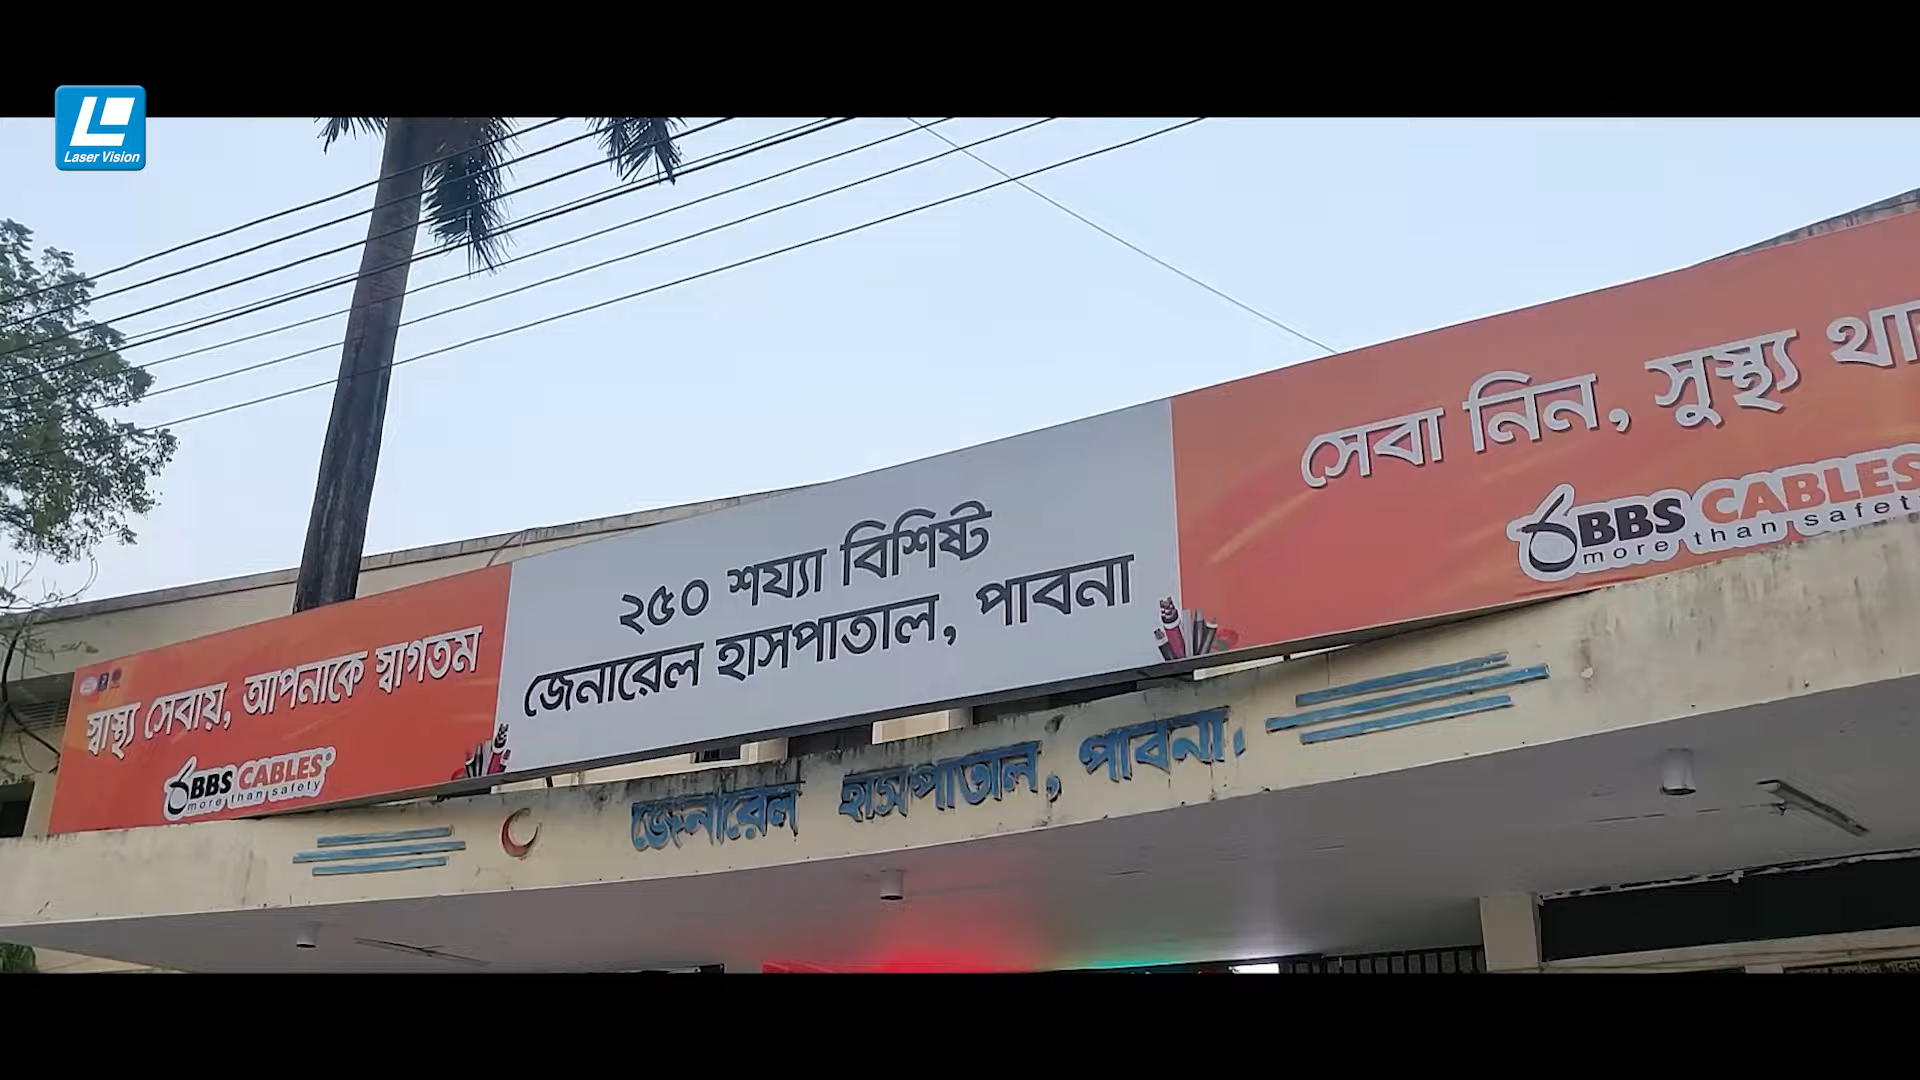 Laser Vision
স্বাস্থ্য সেবায়, আপনাকে স্বাগতম
BBS CABLES®
more than safety
২৫০ শয্যা বিশিষ্ট
জেনারেল হাসপাতাল, পাবনা
সেবা নিন, সুস্থ্য
BBS CABLES
more than safet
জেনারেল হাসপাতাল, পাবনা।